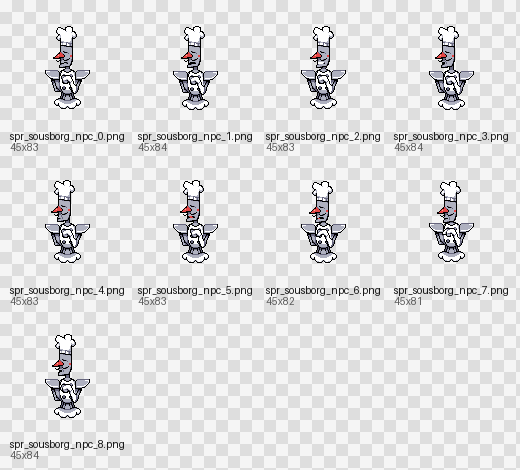 spr_sousborg_npc_0.png spr_sousborg_npc_1.png spr_sousborg_npc_2.png spr_sousborg_npc_3.png
45x83 45x84 45x83 45x84
spr_sousborg_npc_4.png spr_sousborg_npc_5.png spr_sousborg_npc_6.png spr_sousborg_npc_7.png
45x83 45x83 45x82 45x81
spr_sousborg_npc_8.png
45x84